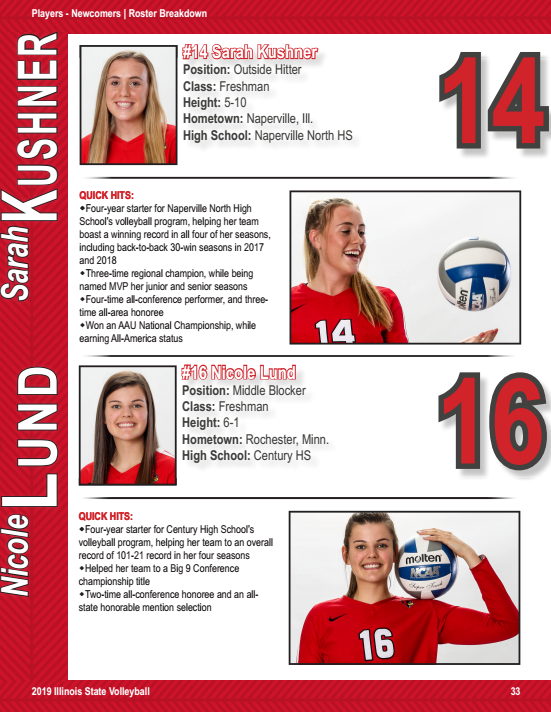 Players - Newcomers | Roster Breakdown
Sarah KUSHNER
#14 Sarah Kushner
Position: Outside Hitter
Class: Freshman
Height: 5-10
Hometown: Naperville, Ill.
High School: Naperville North HS
14
QUICK HITS:
◆Four-year starter for Naperville North High
School's volleyball program, helping her team
boast a winning record in all four of her seasons,
including back-to-back 30-win seasons in 2017
and 2018
◆Three-time regional champion, while being
named MVP her junior and senior seasons
◆Four-time all-conference performer, and three-
time all-area honoree
◆Won an AAU National Championship, while
earning All-America status
14
molten
NCAA
Nicole LUND
#16 Nicole Lund
Position: Middle Blocker
Class: Freshman
Height: 6-1
Hometown: Rochester, Minn.
High School: Century HS
16
QUICK HITS:
◆Four-year starter for Century High School's
volleyball program, helping her team to an overall
record of 101-21 record in her four seasons
◆Helped her team to a Big 9 Conference
championship title
◆Two-time all-conference honoree and an all-
state honorable mention selection
molten
NCAA
Super Touch
16
2019 Illinois State Volleyball
33